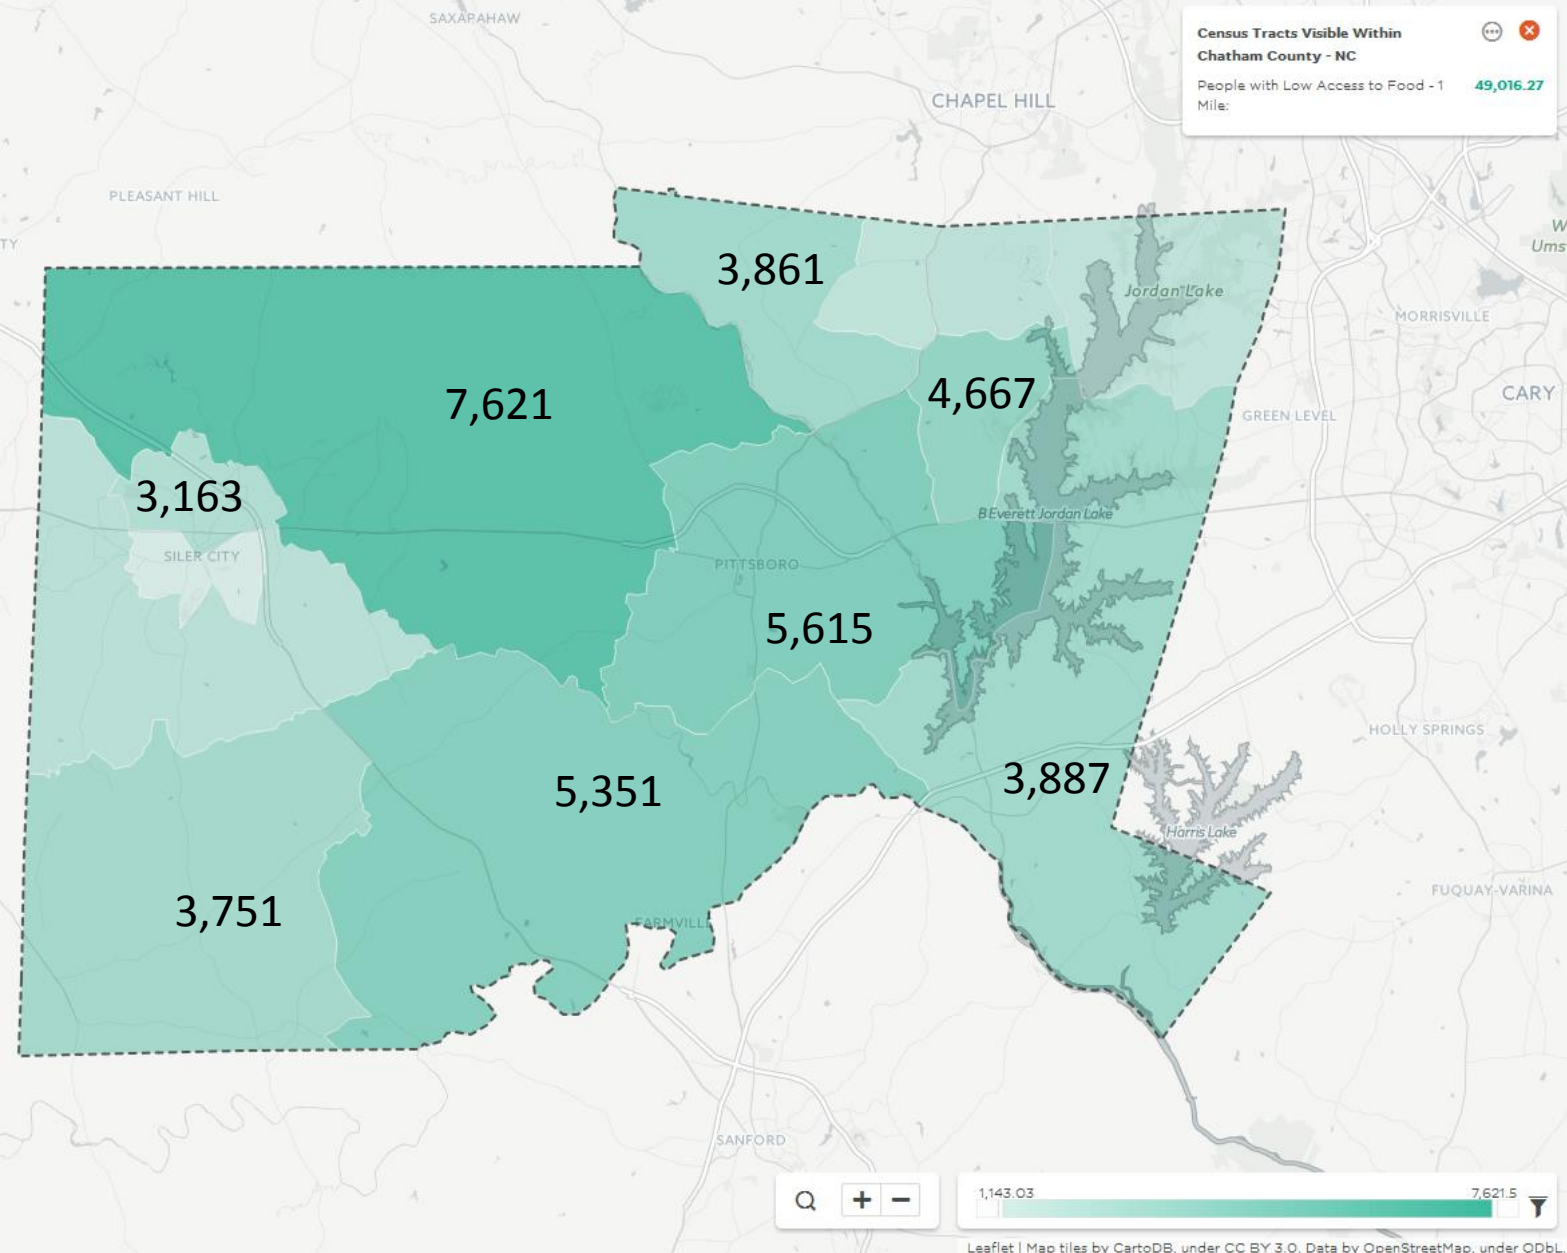 SAXAPAHAW
Census Tracts Visible Within
Chatham County - NC
People with Low Access to Food - 1
Mile:
49,016.27
CHAPEL HILL
PLEASANT HILL
TY
W
Ums
3,861
Jordan Lake
MORRISVILLE
7,621
4,667
CARY
GREEN LEVEL
3,163
B Everett Jordan Lake
SILER CITY
PITTSBORO
5,615
HOLLY SPRINGS
3,887
5,351
Harris Lake
3,751
FUQUAY-VARINA
FARMVILLE
SANFORD
1,143.03
7,621.5
Leaflet | Map tiles by CartoDB, under CC BY 3.0. Data by OpenStreetMap, under ODbL